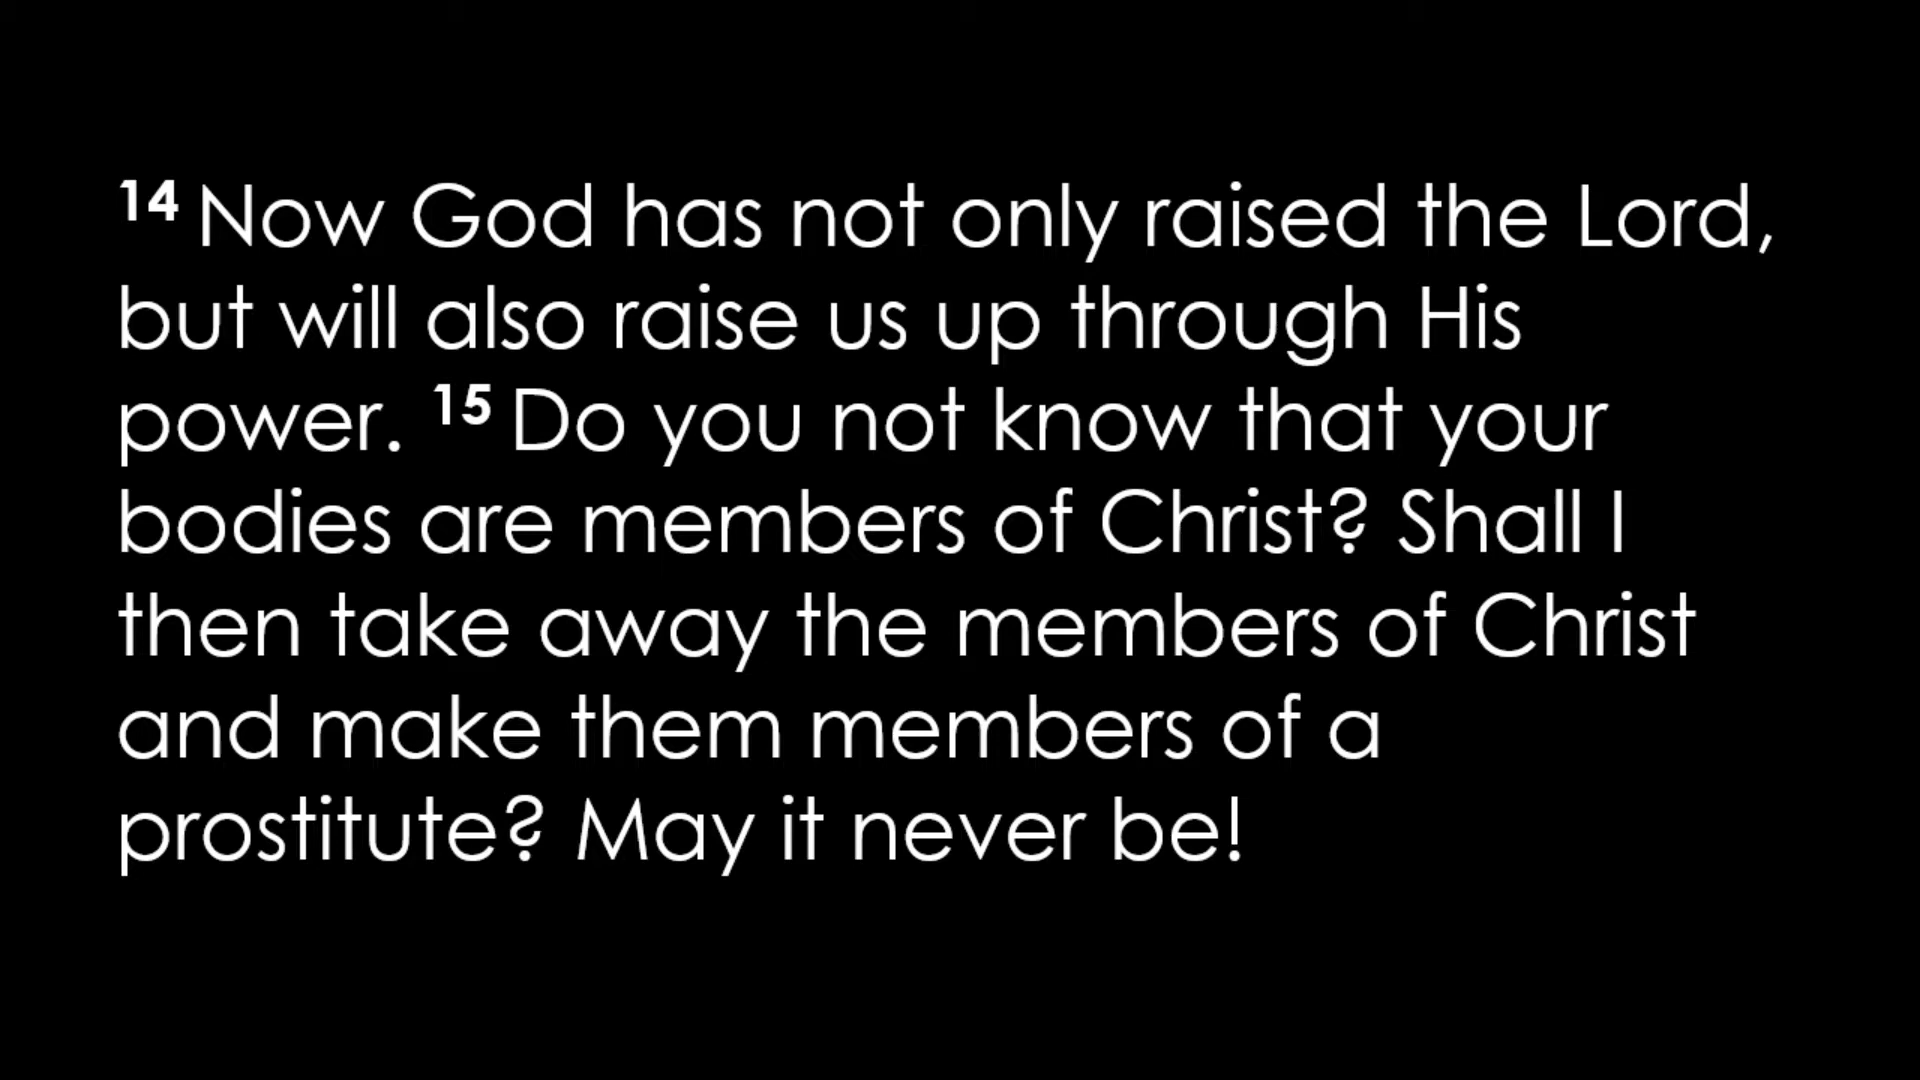 14 Now God has not only raised the Lord,
but will also raise us up through His
power. 15 Do you not know that your
bodies are members of Christ? Shall I
then take away the members of Christ
and make them members of a
prostitute? May it never be!